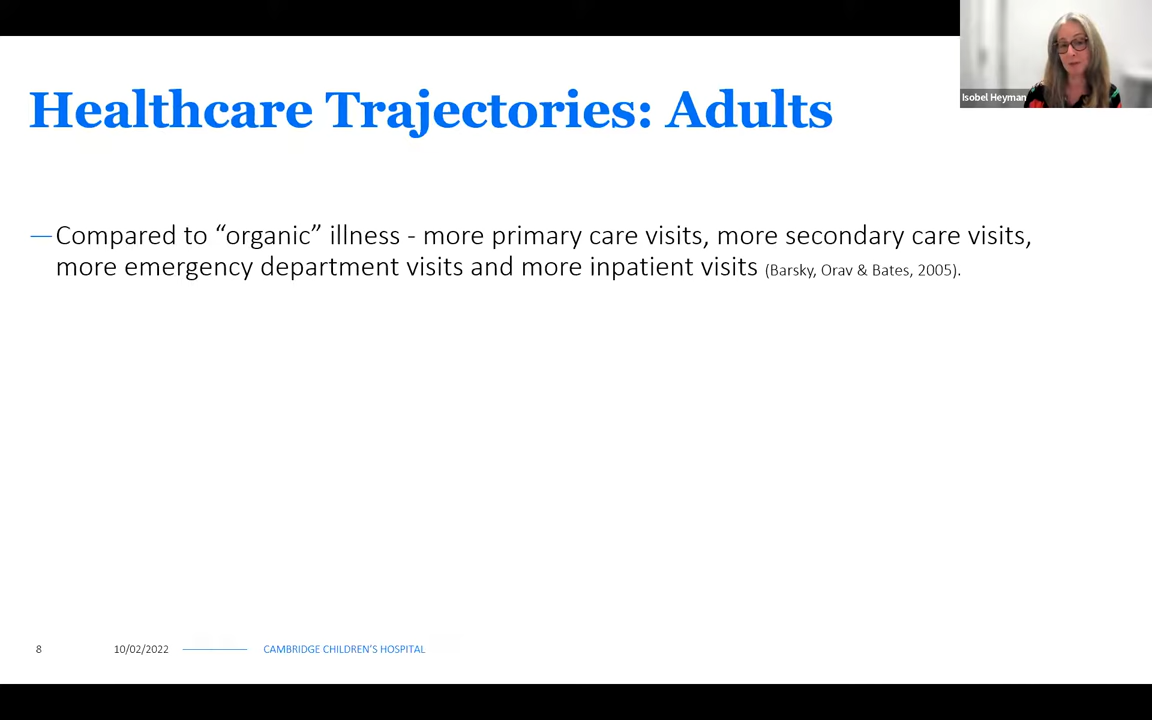 Isobel Heyman
Healthcare Trajectories: Adults
—Compared to “organic” illness - more primary care visits, more secondary care visits,
more emergency department visits and more inpatient visits (Barsky, Orav & Bates, 2005).
8 10/02/2022 CAMBRIDGE CHILDREN’S HOSPITAL